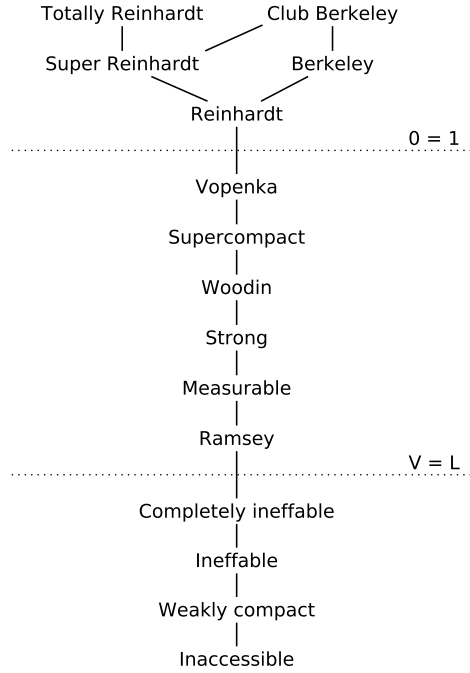 Totally Reinhardt
Club Berkeley
Super Reinhardt
Berkeley
Reinhardt
0 = 1
Vopenka
Supercompact
Woodin
Strong
Measurable
Ramsey
V = L
Completely ineffable
Ineffable
Weakly compact
Inaccessible